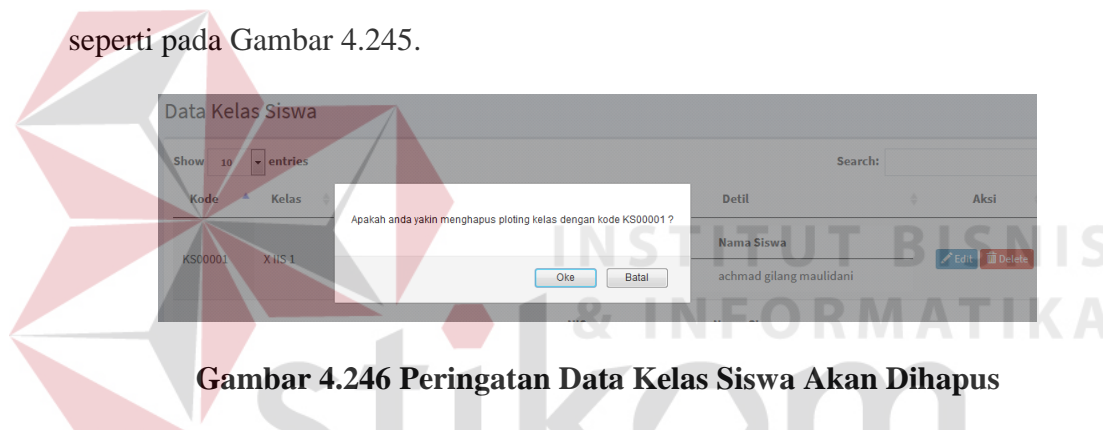 seperti pada Gambar 4.245.
Data Kelas Siswa
Show 10 entries
Search:
Kode Kelas Detil Aksi
Apakah anda yakin menghapus ploting kelas dengan kode KS00001 ?
Oke Batal
KS00001 X IIS 1
Nama Siswa
achmad gilang maulidani
Edit Delete
INSTITUT BISNIS
& INFORMATIKA
Gambar 4.246 Peringatan Data Kelas Siswa Akan Dihapus
stikom